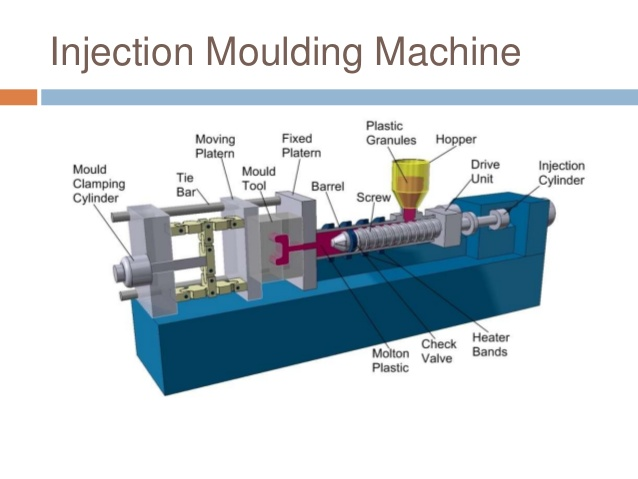 Injection Moulding Machine
Plastic
Granules
Hopper
Moving
Platern
Fixed
Platern
Mould
Clamping
Cylinder
Tie
Bar
Mould
Tool
Barrel
Screw
Drive
Unit
Injection
Cylinder
Molton
Plastic
Check
Valve
Heater
Bands